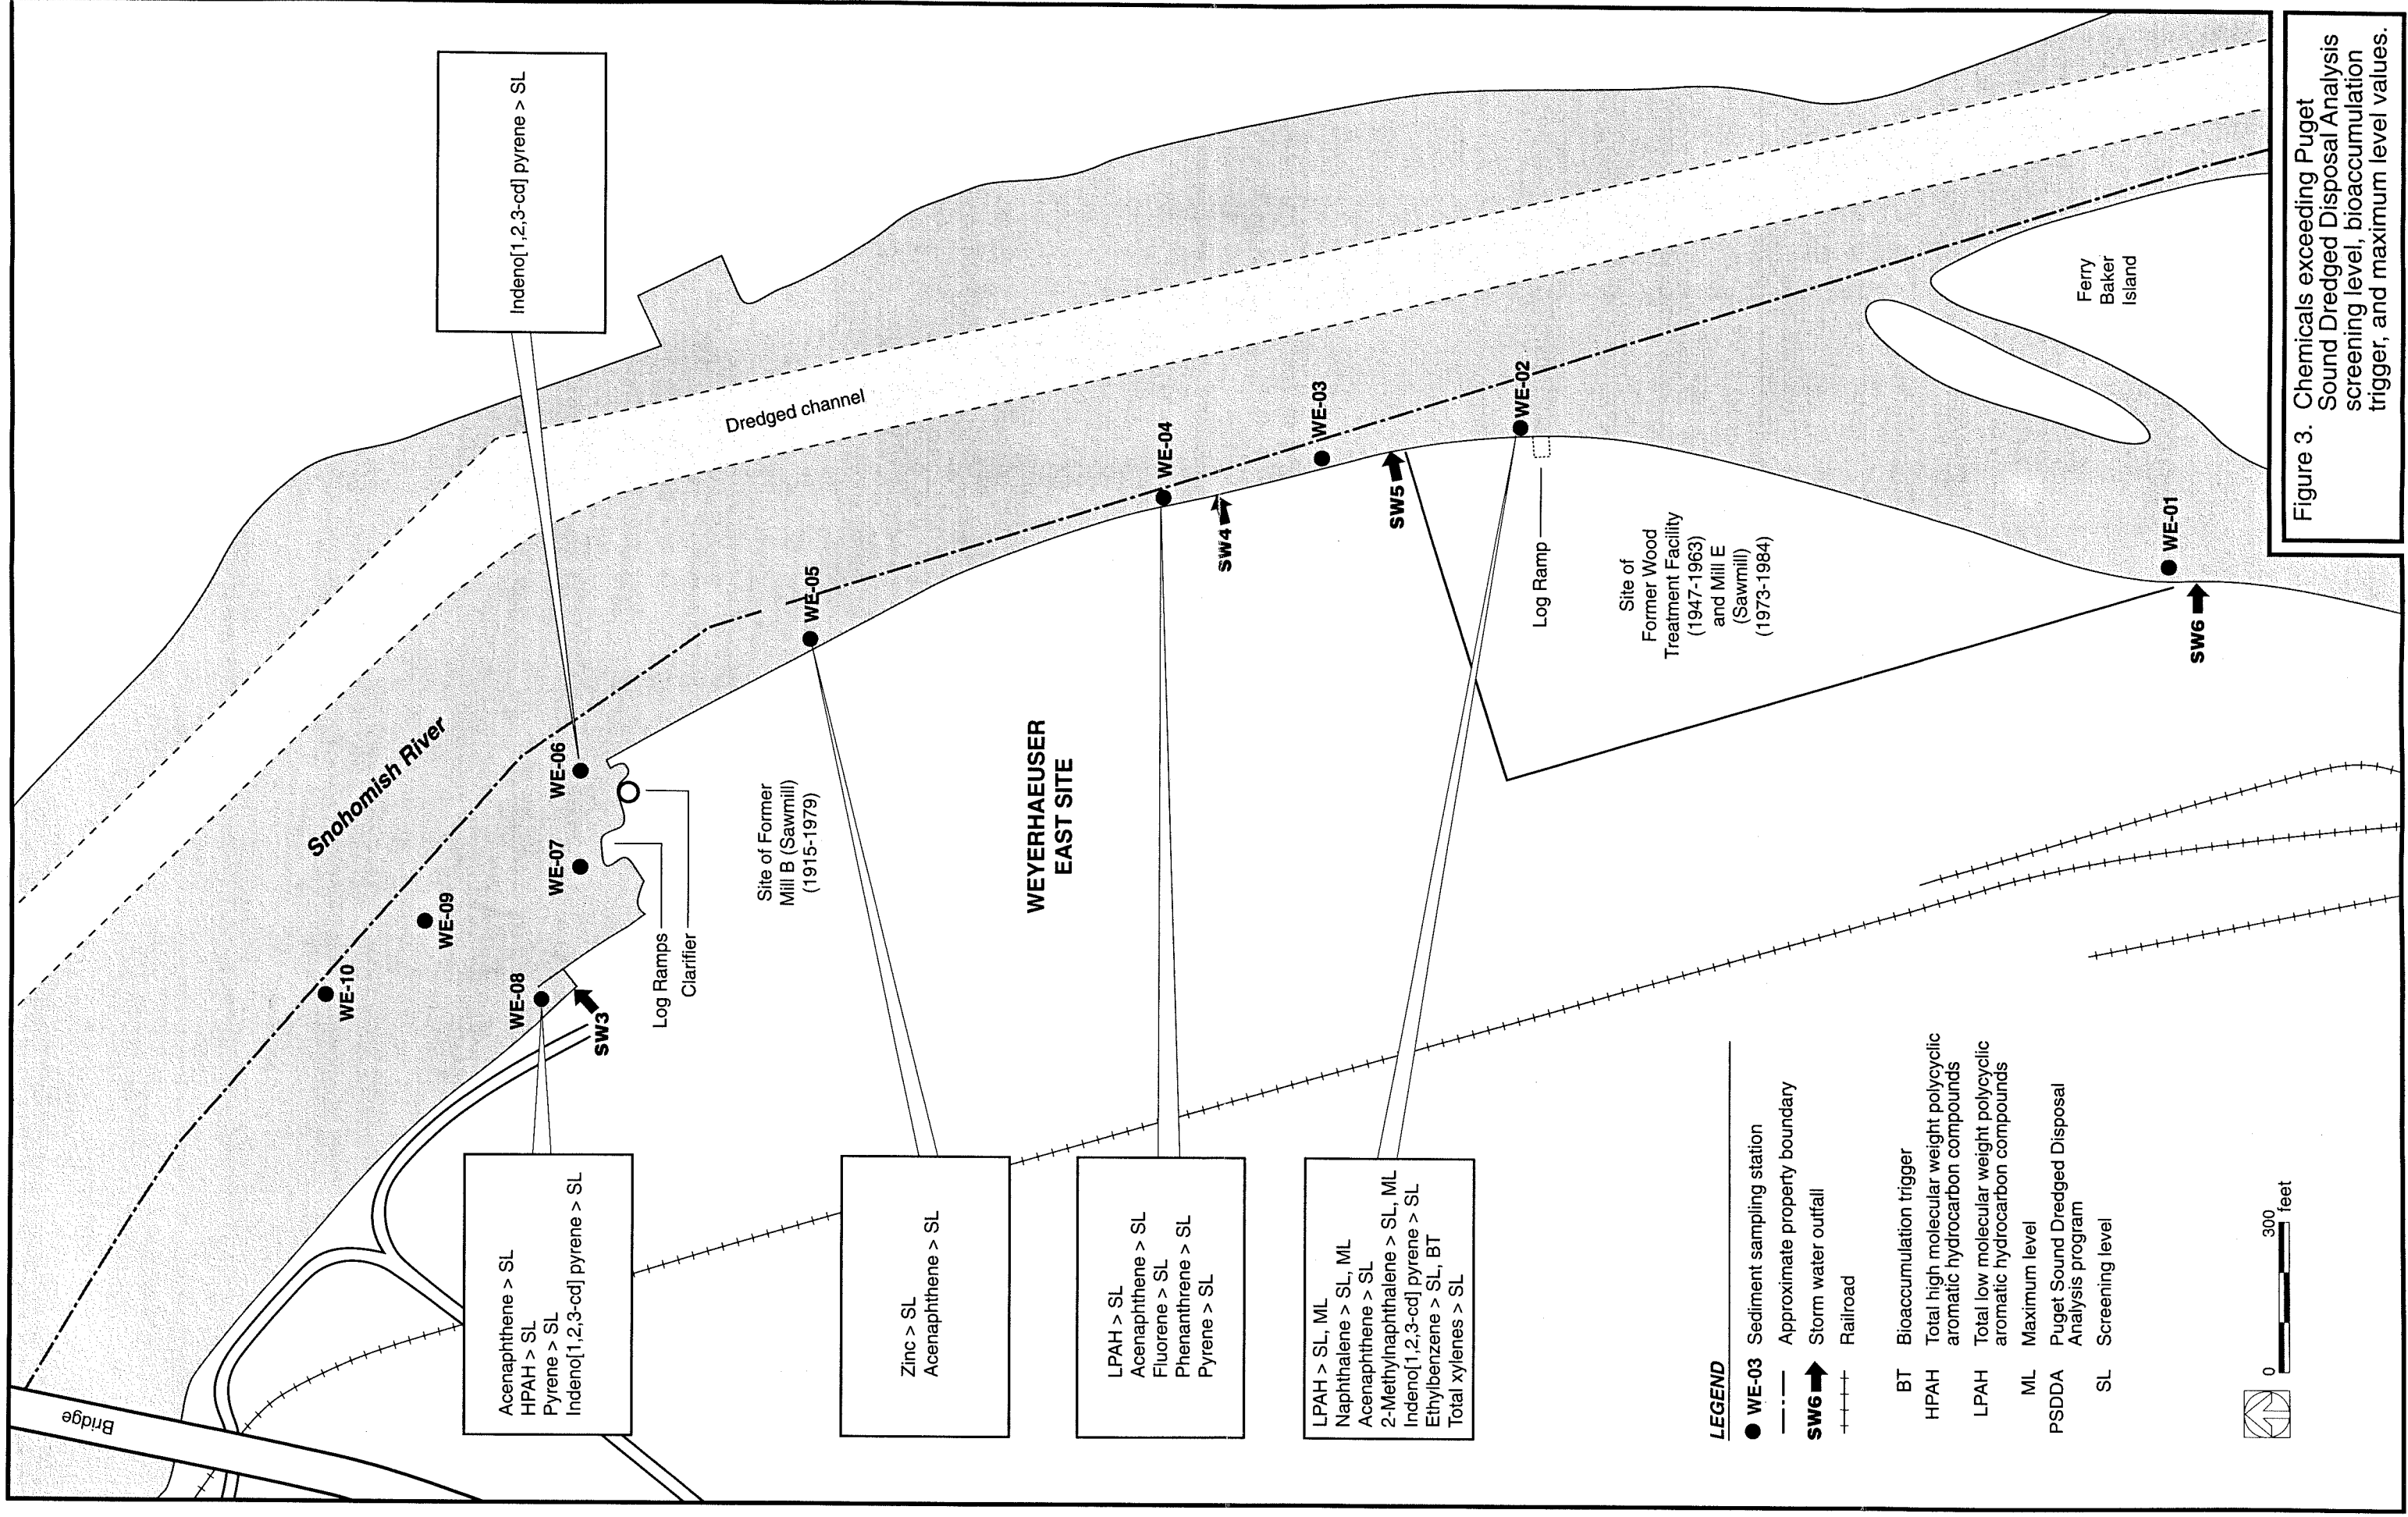 Bridge
Snohomish River
Dredged channel
Indeno[1,2,3-cd] pyrene > SL
WE-10
WE-09
WE-08
WE-07
WE-06
SW3
Log Ramps
Clarifier
WE-05
Site of Former
Mill B (Sawmill)
(1915-1979)
WEYERHAEUSER
EAST SITE
WE-04
SW4
WE-03
SW5
WE-02
Log Ramp
Site of
Former Wood
Treatment Facility
(1947-1963)
and Mill E
(Sawmill)
(1973-1984)
Ferry
Baker
Island
WE-01
SW6
Acenaphthene > SL
HPAH > SL
Pyrene > SL
Indeno[1,2,3-cd] pyrene > SL
Zinc > SL
Acenaphthene > SL
LPAH > SL
Acenaphthene > SL
Fluorene > SL
Phenanthrene > SL
Pyrene > SL
LPAH > SL, ML
Naphthalene > SL, ML
Acenaphthene > SL
2-Methylnaphthalene > SL, ML
Indeno[1,2,3-cd] pyrene > SL
Ethylbenzene > SL, BT
Total xylenes > SL
LEGEND
WE-03 Sediment sampling station
Approximate property boundary
SW6 Storm water outfall
Railroad
BT Bioaccumulation trigger
HPAH Total high molecular weight polycyclic
aromatic hydrocarbon compounds
LPAH Total low molecular weight polycyclic
aromatic hydrocarbon compounds
ML Maximum level
PSDDA Puget Sound Dredged Disposal
Analysis program
SL Screening level
0 300
feet
Figure 3. Chemicals exceeding Puget
Sound Dredged Disposal Analysis
screening level, bioaccumulation
trigger, and maximum level values.